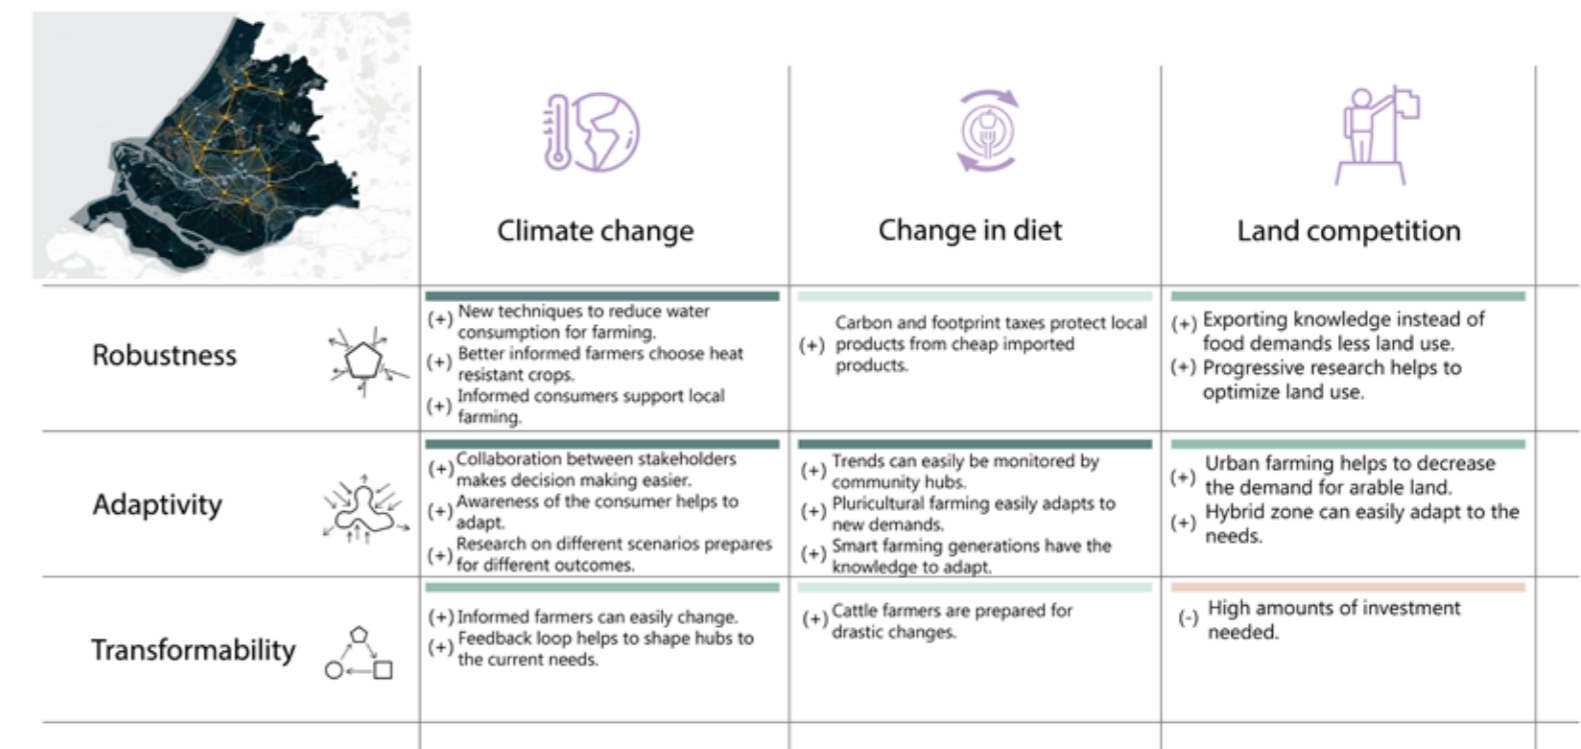 Climate change
Change in diet
Land competition
Robustness
(+) New techniques to reduce water
consumption for farming.
(+) Better informed farmers choose heat
resistant crops.
(+) Informed consumers support local
farming.
Carbon and footprint taxes protect local
(+) products from cheap imported
products.
(+) Exporting knowledge instead of
food demands less land use.
(+) Progressive research helps to
optimize land use.
Adaptivity
(+) Collaboration between stakeholders
makes decision making easier.
(+) Awareness of the consumer helps to
adapt.
(+) Research on different scenarios prepares
for different outcomes.
(+) Trends can easily be monitored by
community hubs.
(+) Pluricultural farming easily adapts to
new demands.
(+) Smart farming generations have the
knowledge to adapt.
(+) Urban farming helps to decrease
the demand for arable land.
(+) Hybrid zone can easily adapt to the
needs.
Transformability
(+) Informed farmers can easily change.
(+) Feedback loop helps to shape hubs to
the current needs.
(+) Cattle farmers are prepared for
drastic changes.
(-) High amounts of investment
needed.